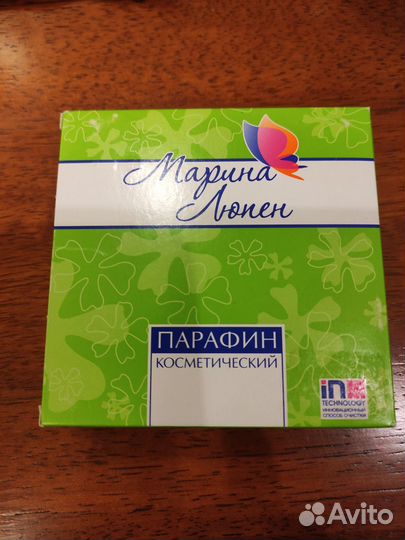 Марина
Люпен
ПАРАФИН
КОСМЕТИЧЕСКИЙ
in
TECHNOLOGY
ИННОВАЦИОННЫЙ
СПОСОБ ОЧИСТКИ
Avito